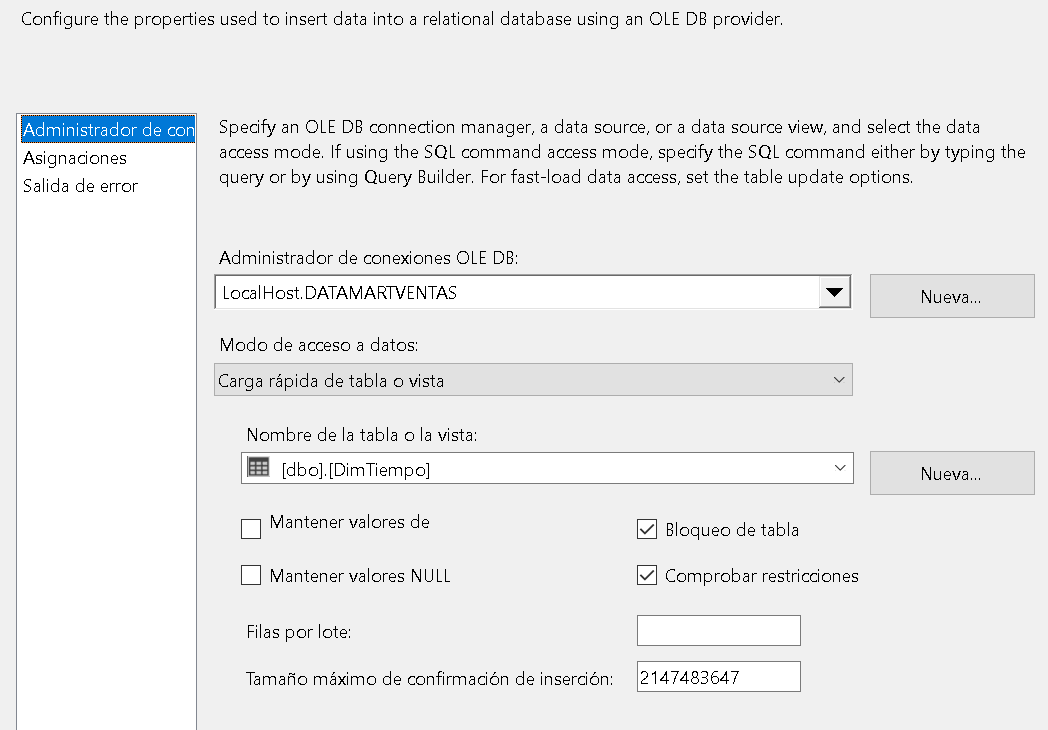 Configure the properties used to insert data into a relational database using an OLE DB provider.
Administrador de con
Asignaciones
Salida de error
Specify an OLE DB connection manager, a data source, or a data source view, and select the data
access mode. If using the SQL command access mode, specify the SQL command either by typing the
query or by using Query Builder. For fast-load data access, set the table update options.
Administrador de conexiones OLE DB:
LocalHost.DATAMARTVENTAS
Nueva...
Modo de acceso a datos:
Carga rápida de tabla o vista
Nombre de la tabla o la vista:
[dbo].[DimTiempo]
Nueva...
Mantener valores de
Bloqueo de tabla
Mantener valores NULL
Comprobar restricciones
Filas por lote:
Tamaño máximo de confirmación de inserción:
2147483647